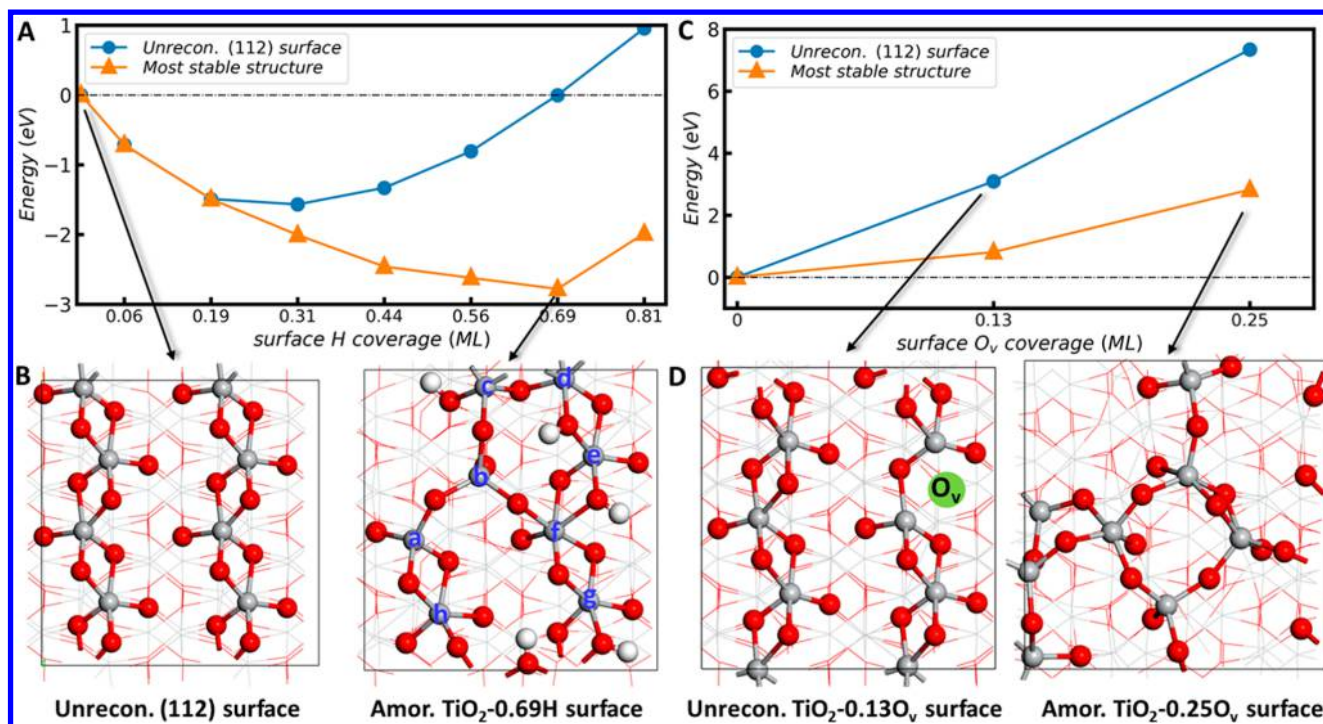 A
Unrecon. (112) surface
Most stable structure
1
0
−1
−2
−3
Energy (eV)
0.06 0.19 0.31 0.44 0.56 0.69 0.81
surface H coverage (ML)
C
Unrecon. (112) surface
Most stable structure
8
6
4
2
0
Energy (eV)
0 0.13 0.25
surface Oᵥ coverage (ML)
B
c d
b e
a f
b g
D
Oᵥ
Unrecon. (112) surface
Amor. TiO₂-0.69H surface
Unrecon. TiO₂-0.13Oᵥ surface
Amor. TiO₂-0.25Oᵥ surface